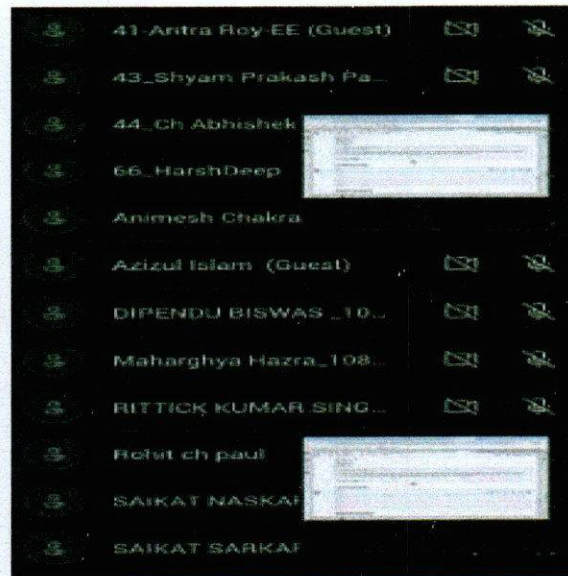 41-Antra Roy-EE (Guest)
43_Shyam Prakash Pa...
44_Ch Abhishek
66_HarshDeep
Animesh Chakra
Azizul Islam (Guest)
DIPENDU BISWAS _10...
Maharghya Hazra_108...
RITTICK KUMAR SING...
Rohit ch paul
SAIKAT NASKAR
SAIKAT SARKAR